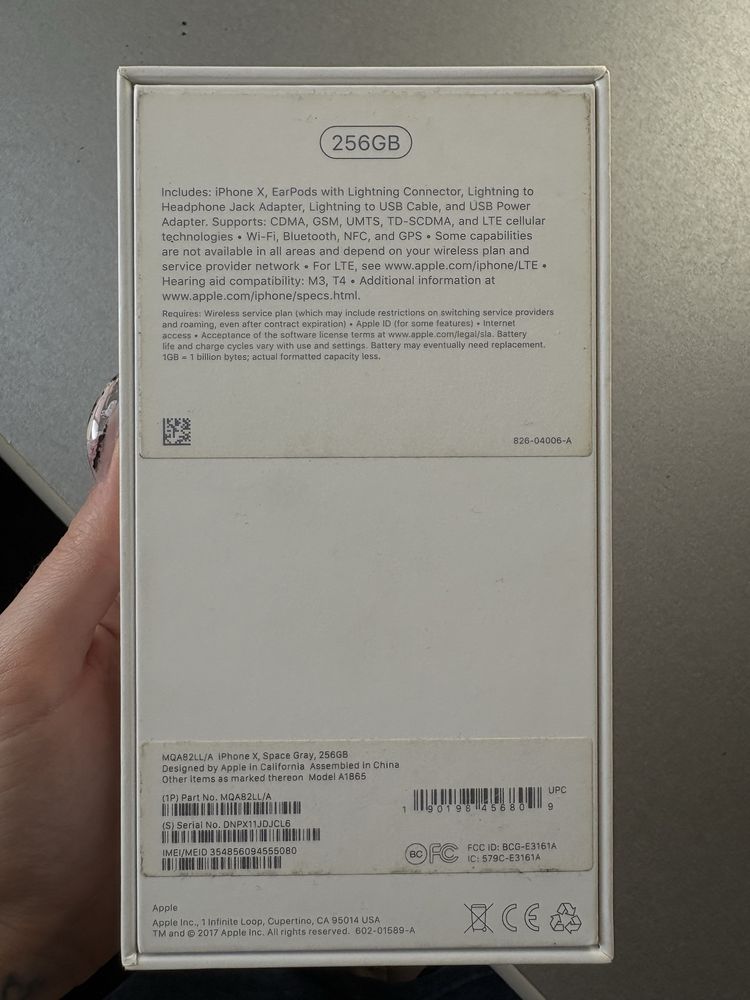 256GB
Includes: iPhone X, EarPods with Lightning Connector, Lightning to
Headphone Jack Adapter, Lightning to USB Cable, and USB Power
Adapter. Supports: CDMA, GSM, UMTS, TD-SCDMA, and LTE cellular
technologies • Wi-Fi, Bluetooth, NFC, and GPS • Some capabilities
are not available in all areas and depend on your wireless plan and
service provider network • For LTE, see www.apple.com/iphone/LTE •
Hearing aid compatibility: M3, T4 • Additional information at
www.apple.com/iphone/specs.html.
Requires: Wireless service plan (which may include restrictions on switching service providers
and roaming, even after contract expiration) • Apple ID (for some features) • Internet
access • Acceptance of the software license terms at www.apple.com/legal/sla. Battery
life and charge cycles vary with use and settings. Battery may eventually need replacement.
1GB = 1 billion bytes; actual formatted capacity less.
826-04006-A
MQA82LL/A iPhone X, Space Gray, 256GB
Designed by Apple in California Assembled in China
Other items as marked thereon Model A1865
(1P) Part No. MQA82LL/A
(S) Serial No. DNPX11JDJCL6
IMEI/MEID 354856094555080
UPC
1 90198 45680 9
BC FC
FCC ID: BCG-E3161A
IC: 579C-E3161A
Apple
Apple Inc., 1 Infinite Loop, Cupertino, CA 95014 USA
TM and © 2017 Apple Inc. All rights reserved. 602-01589-A
CE